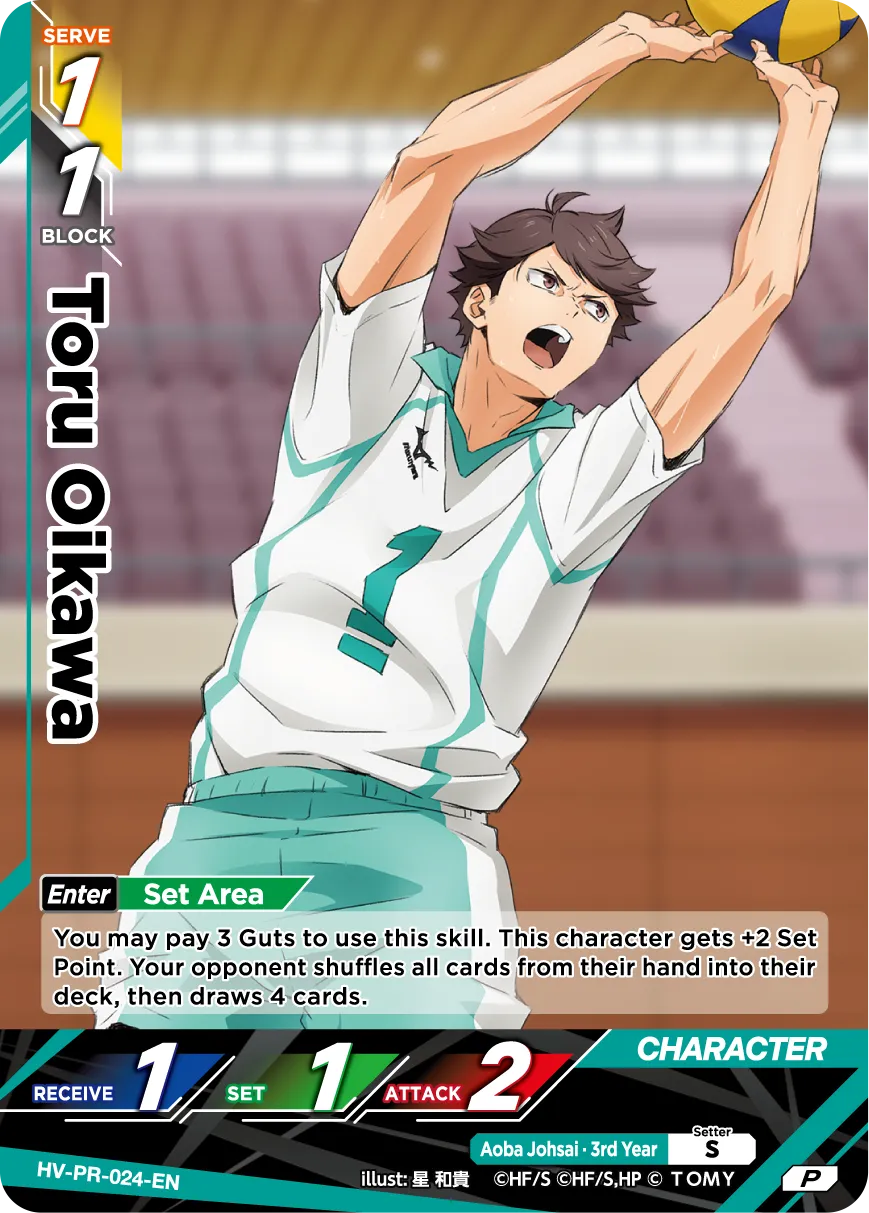 SERVE
1
1
BLOCK
Toru Oikawa
1
Enter Set Area
You may pay 3 Guts to use this skill. This character gets +2 Set
Point. Your opponent shuffles all cards from their hand into their
deck, then draws 4 cards.
CHARACTER
RECEIVE 1 SET 1 ATTACK 2
Setter
Aoba Johsai · 3rd Year S
HV-PR-024-EN
illust: 星 和貴 ©HF/S ©HF/S,HP © TOMY
P